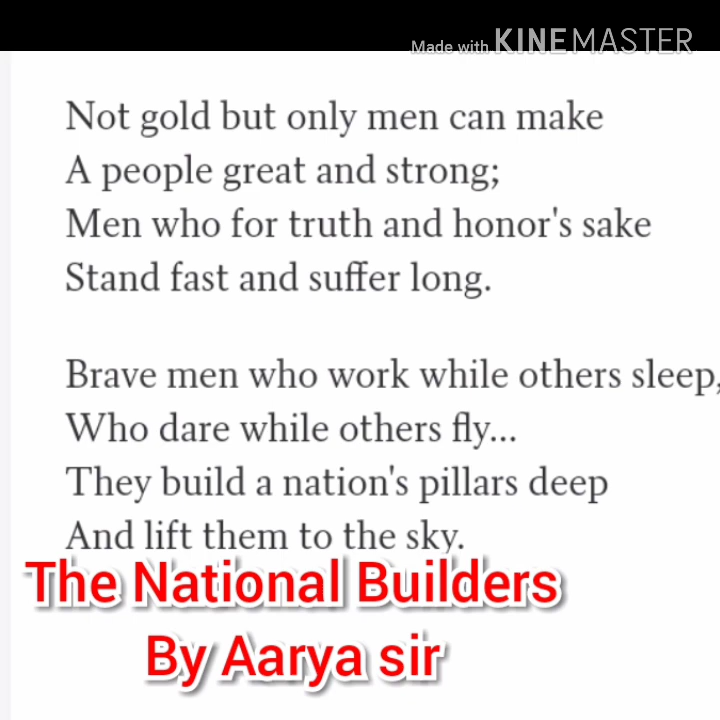 Made with KINEMASTER
Not gold but only men can make
A people great and strong;
Men who for truth and honor's sake
Stand fast and suffer long.
Brave men who work while others sleep,
Who dare while others fly...
They build a nation's pillars deep
And lift them to the sky.
The National Builders
By Aarya sir